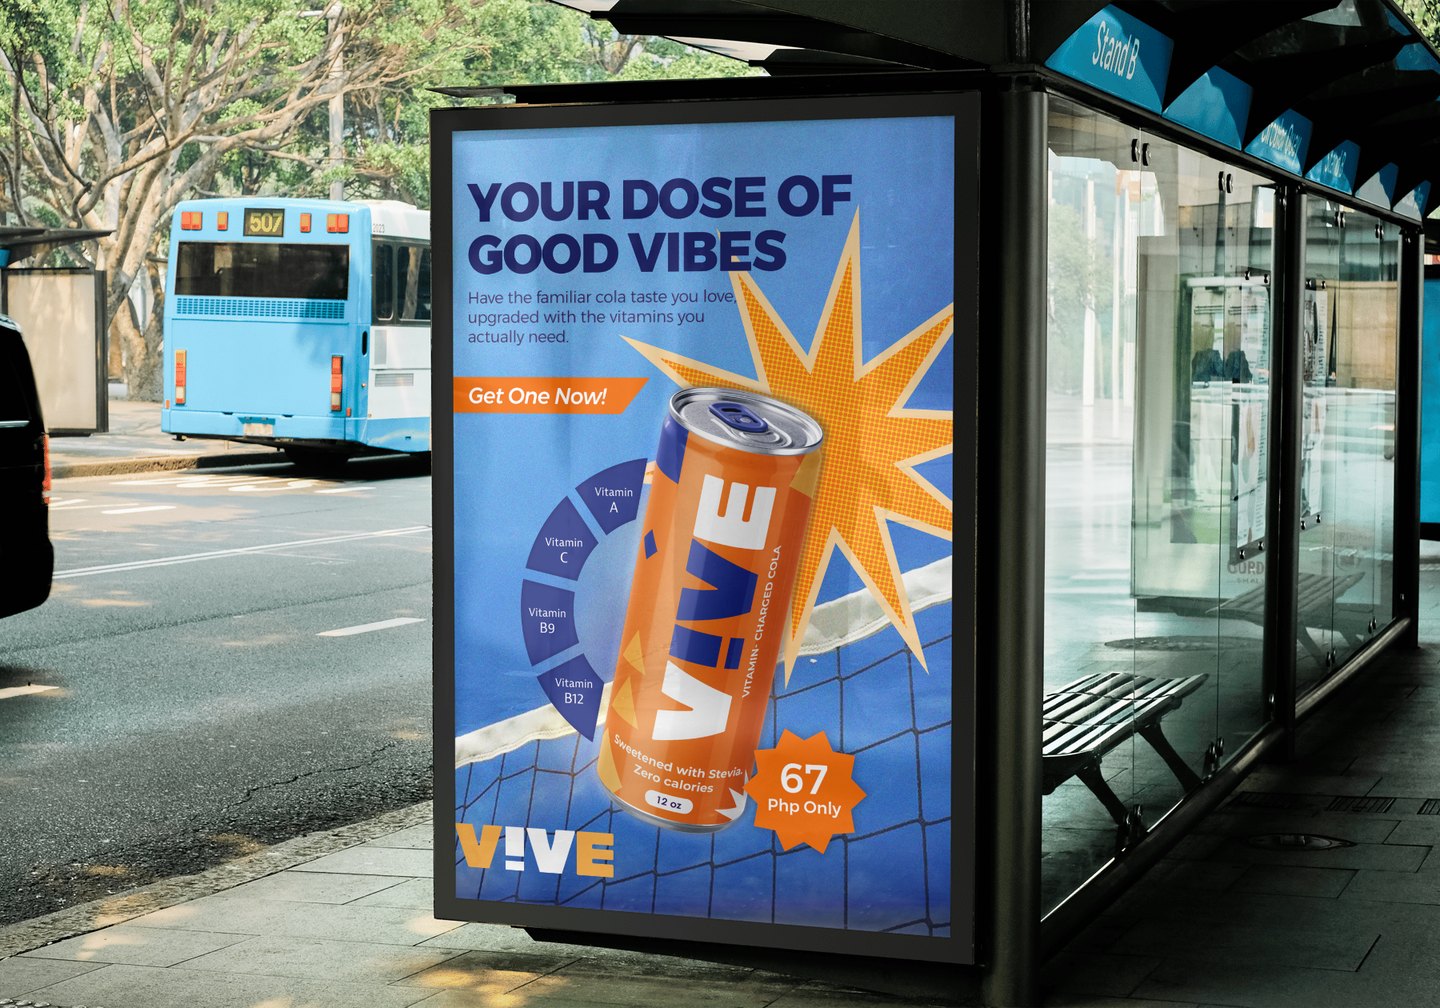 Stand B
507
2023
YOUR DOSE OF
GOOD VIBES
Have the familiar cola taste you love,
upgraded with the vitamins you
actually need.
Get One Now!
Vitamin
A
Vitamin
C
Vitamin
B9
Vitamin
B12
V!VE
VITAMIN- CHARGED COLA
Sweetened with Stevia.
Zero calories
12 oz
67
Php Only
V!VE